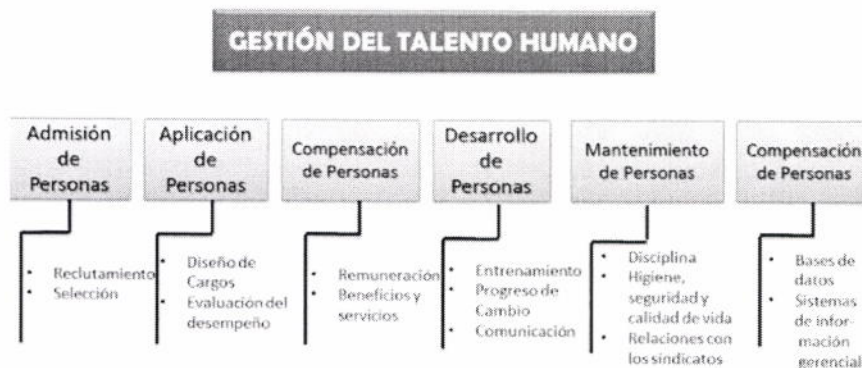 GESTIÓN DEL TALENTO HUMANO
Admisión
de
Personas
• Reclutamiento
• Selección
Aplicación
de
Personas
• Diseño de
Cargos
• Evaluación del
desempeño
Compensación
de Personas
• Remuneración
• Beneficios y
servicios
Desarrollo
de
Personas
• Entrenamiento
• Progreso de
Cambio
• Comunicación
Mantenimiento
de Personas
• Disciplina
• Higiene,
seguridad y
calidad de vida
• Relaciones con
los sindicatos
Compensación
de Personas
• Bases de
datos
• Sistemas
de infor-
mación
gerencial